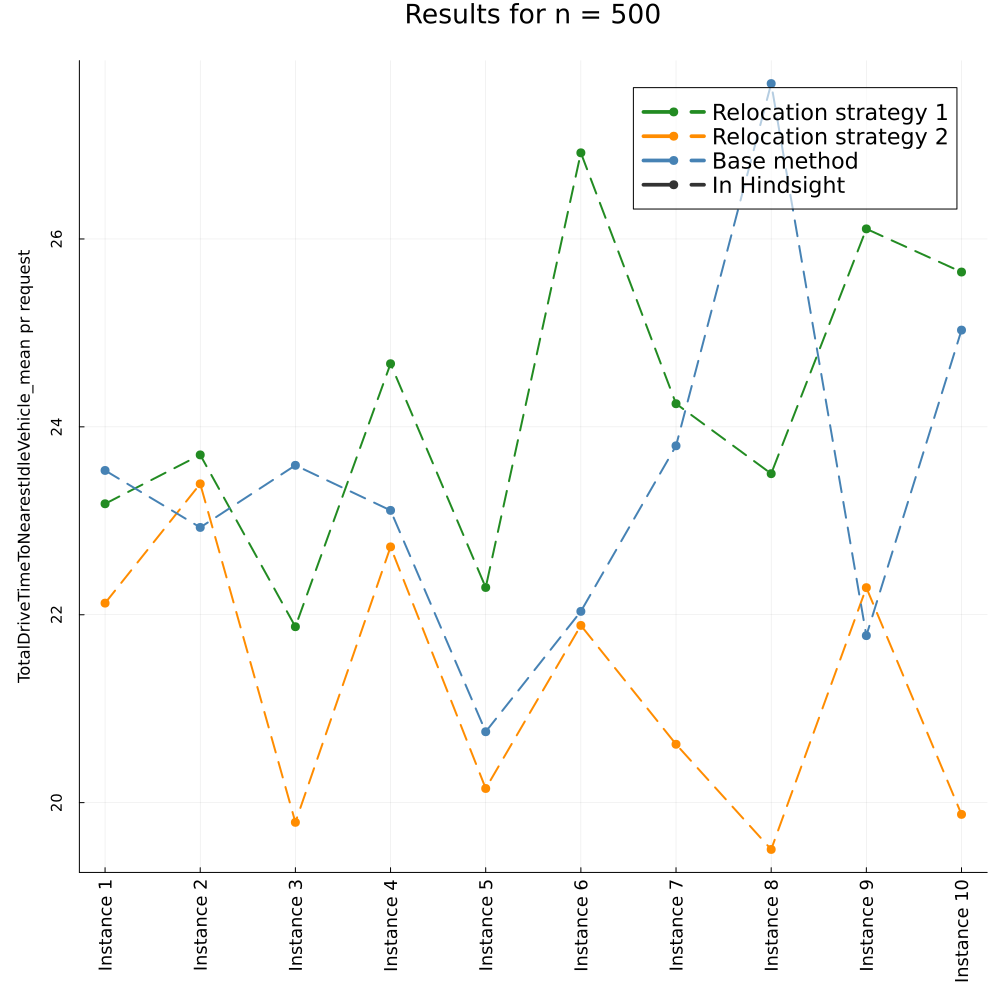 Results for n = 500
Relocation strategy 1
Relocation strategy 2
Base method
In Hindsight
TotalDriveTimeToNearestIdleVehicle_mean pr request
26
24
22
20
Instance 1
Instance 2
Instance 3
Instance 4
Instance 5
Instance 6
Instance 7
Instance 8
Instance 9
Instance 10